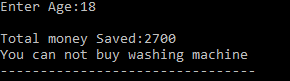 Enter Age:18
Total money Saved:2700
You can not buy washing machine
--------------------------------